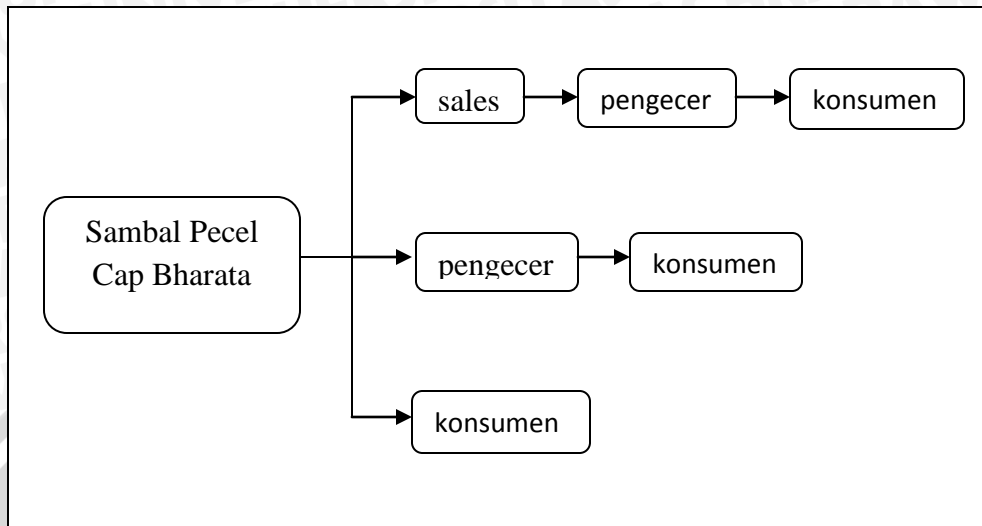 sales
pengecer
konsumen
Sambal Pecel
Cap Bharata
pengecer
konsumen
konsumen